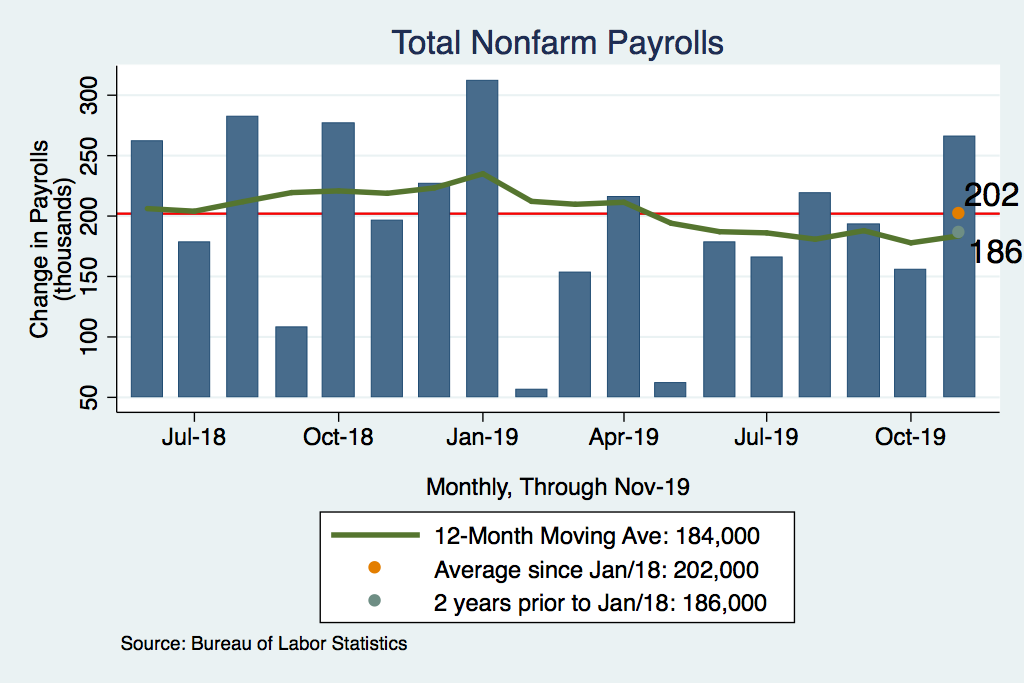 Total Nonfarm Payrolls
Change in Payrolls
(thousands)
300
250
200
150
100
50
202
186
Jul-18 Oct-18 Jan-19 Apr-19 Jul-19 Oct-19
Monthly, Through Nov-19
12-Month Moving Ave: 184,000
Average since Jan/18: 202,000
2 years prior to Jan/18: 186,000
Source: Bureau of Labor Statistics